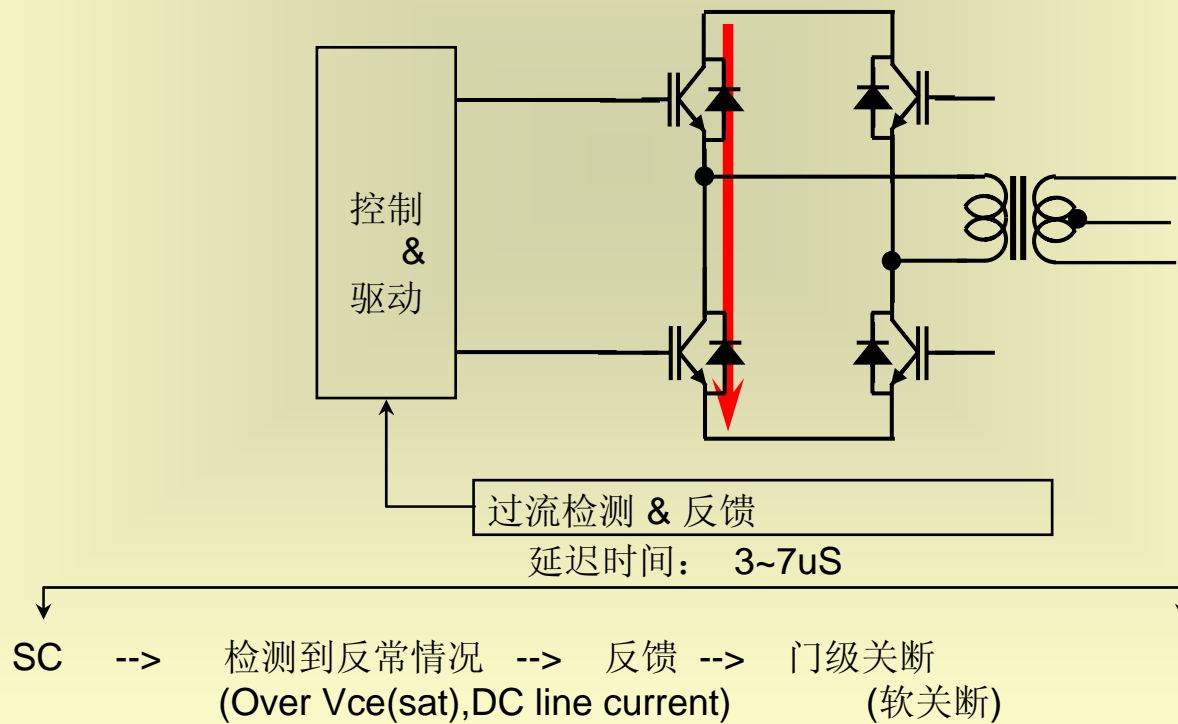 控制
&
驱动
过流检测 & 反馈
延迟时间： 3~7uS
SC --> 检测到反常情况 --> 反馈 --> 门级关断
(Over Vce(sat),DC line current) (软关断)